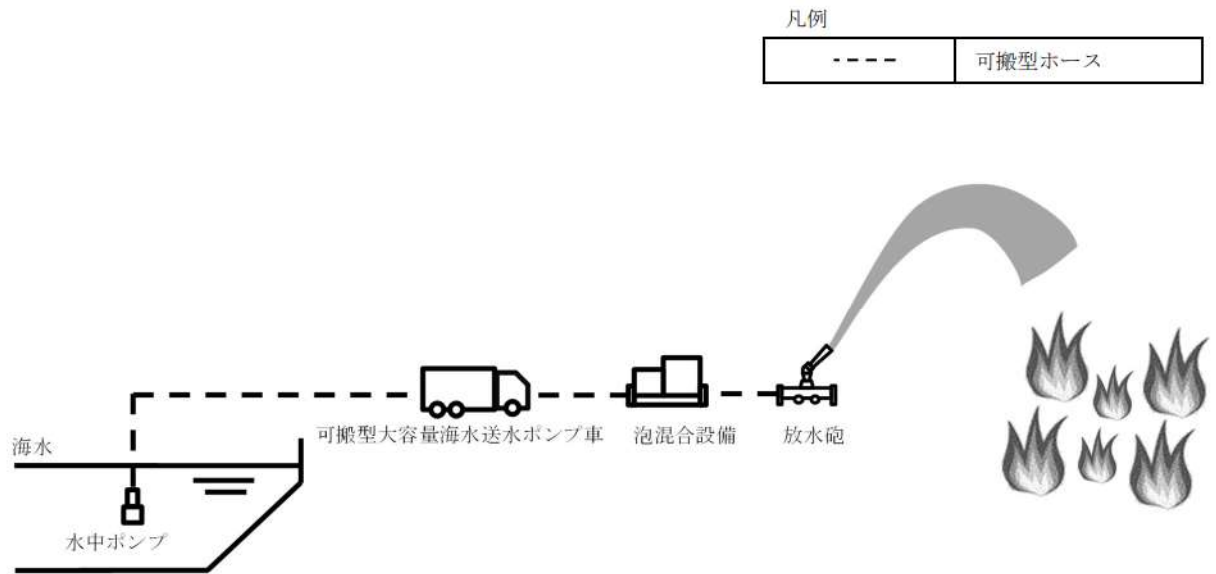 凡例
可搬型ホース
可搬型大容量海水送水ポンプ車
泡混合設備
放水砲
海水
水中ポンプ